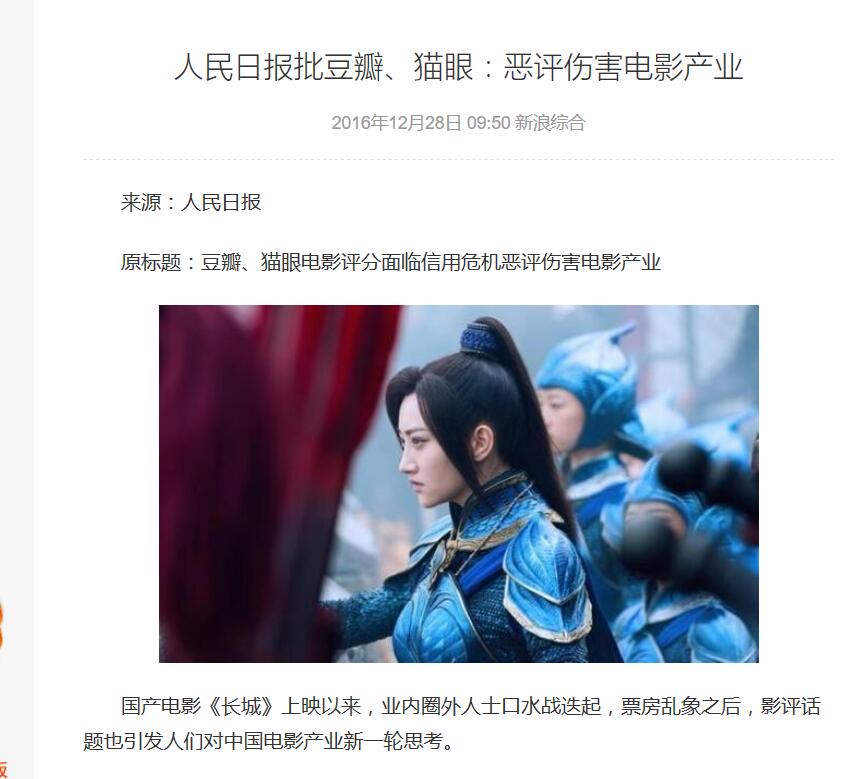 人民日报批豆瓣、猫眼：恶评伤害电影产业
2016年12月28日 09:50 新浪综合
来源：人民日报
原标题：豆瓣、猫眼电影评分面临信用危机恶评伤害电影产业
国产电影《长城》上映以来，业内圈外人士口水战迭起，票房乱象之后，影评话
题也引发人们对中国电影产业新一轮思考。